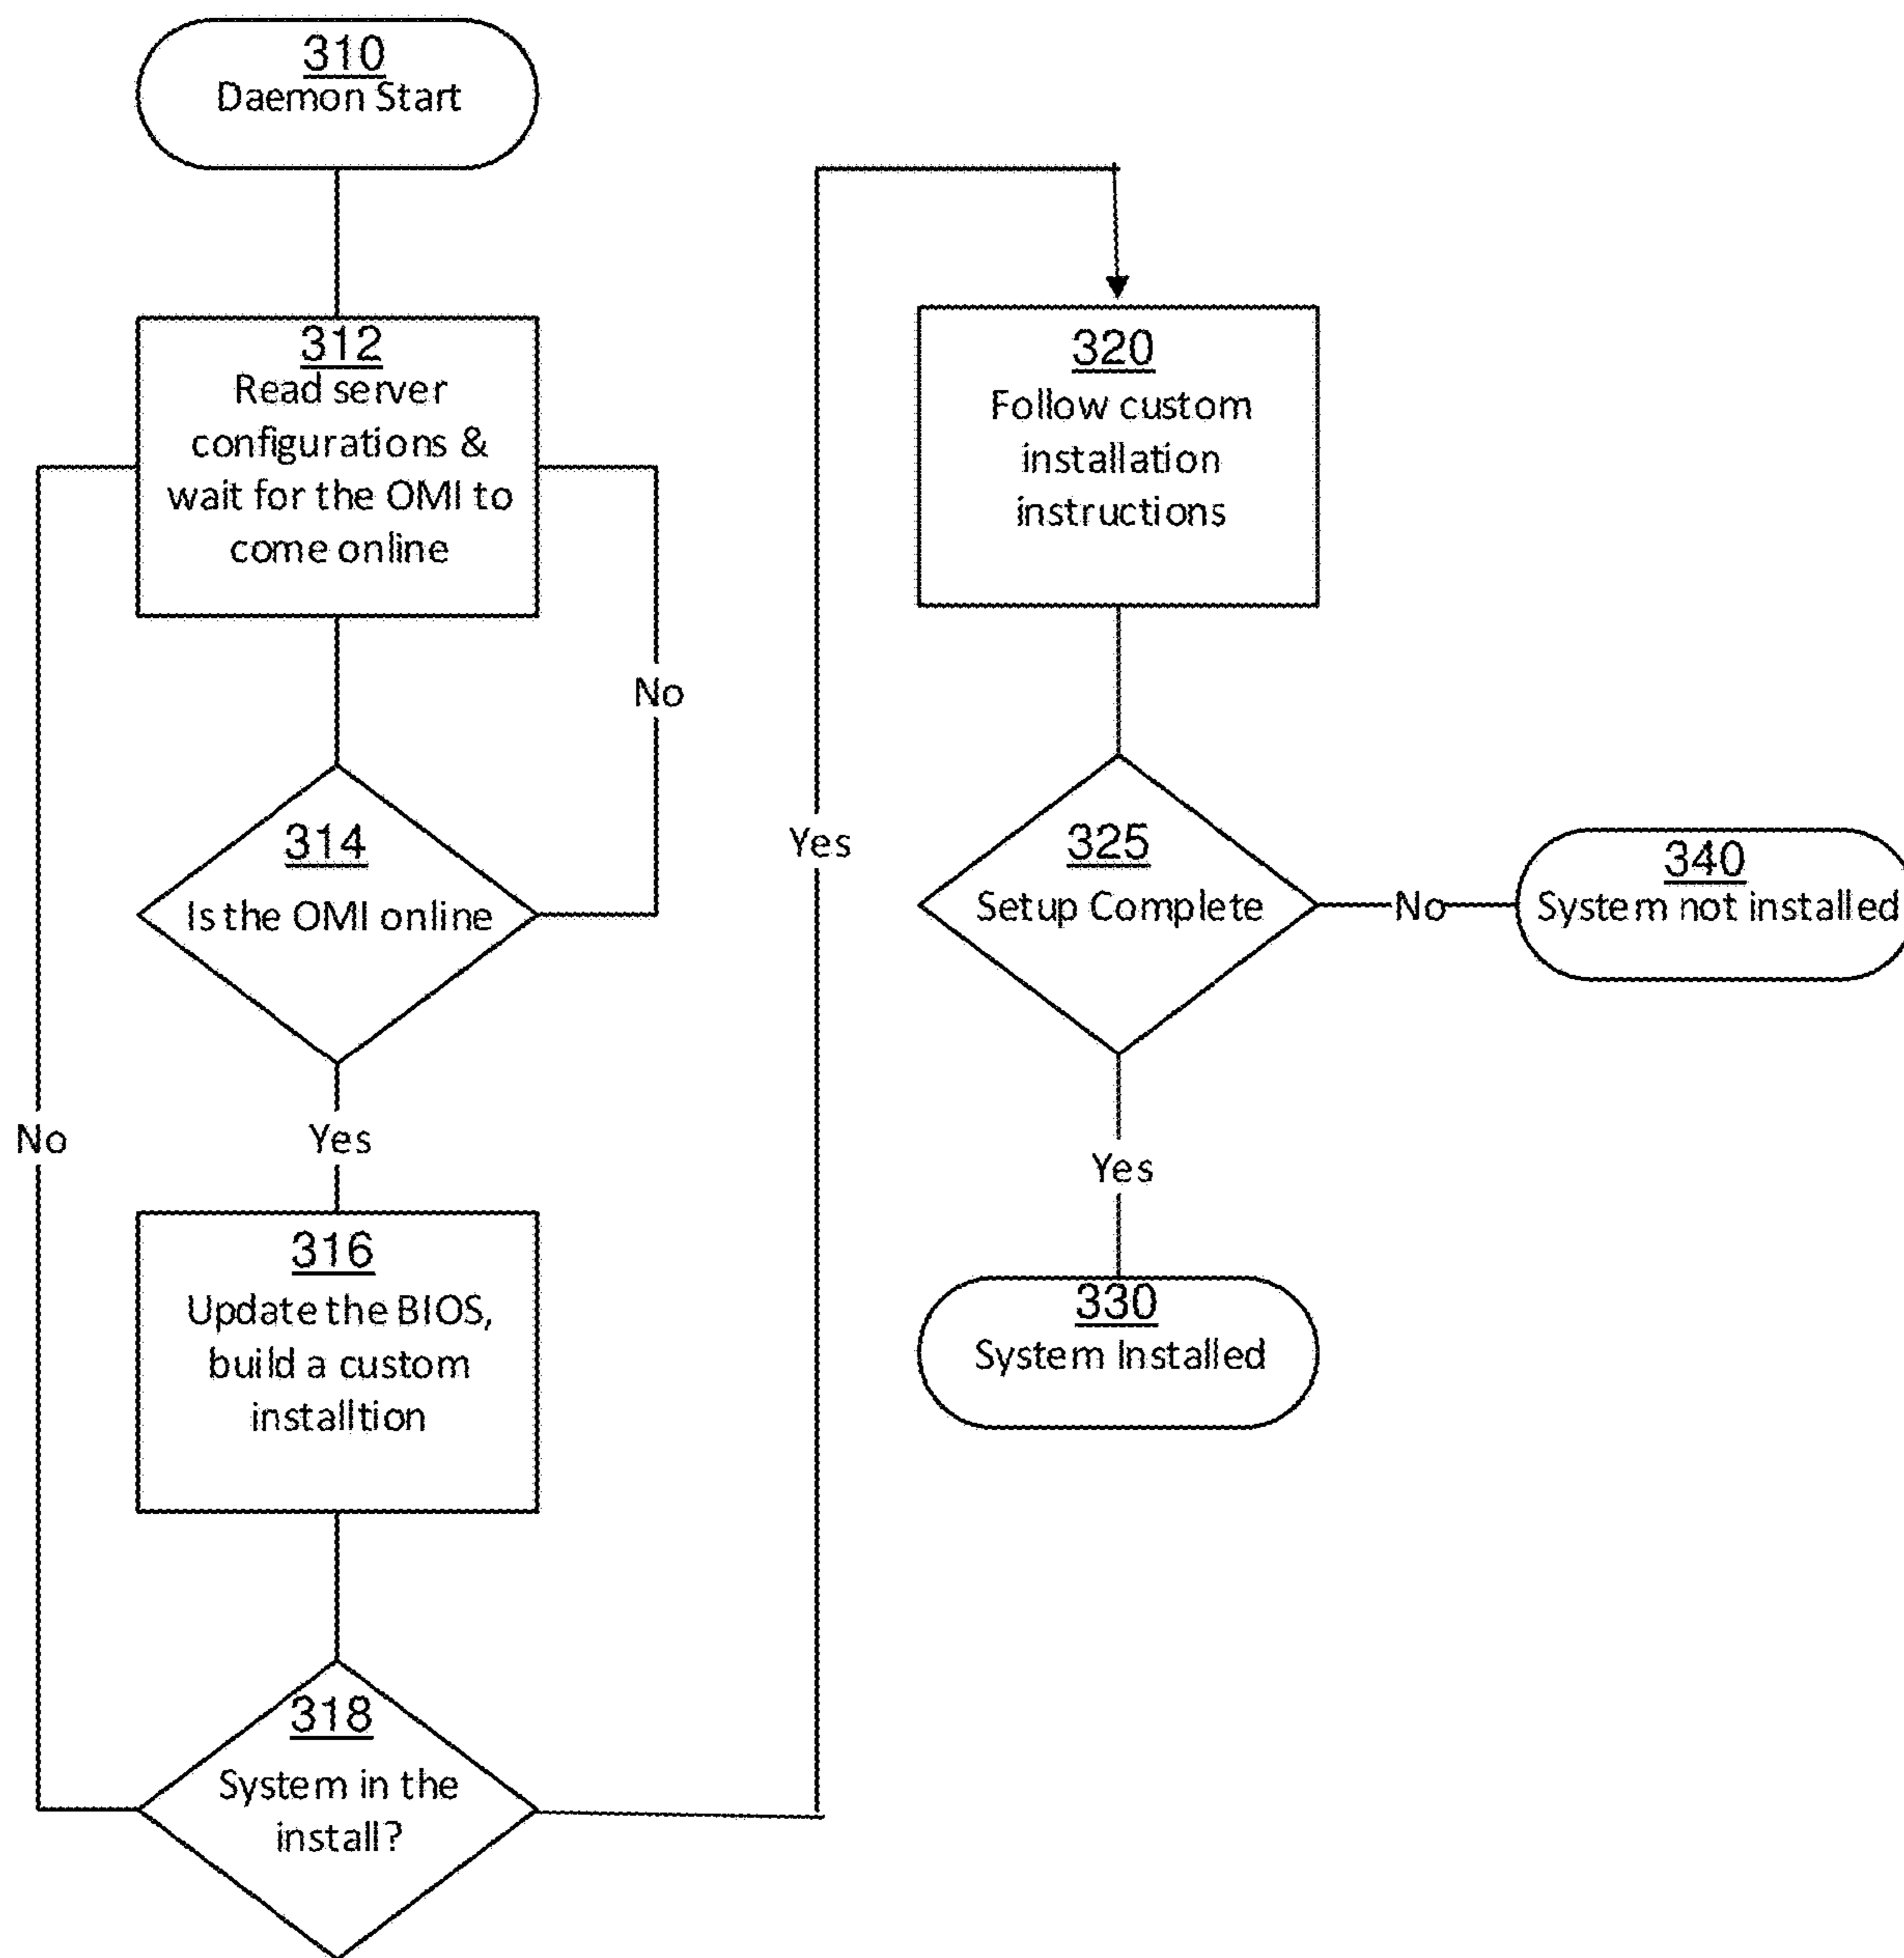 310
Daemon Start
312
Read server
configurations &
wait for the OMI to
come online
No
314
Is the OMI online
No
Yes
316
Update the BIOS,
build a custom
installtion
318
System in the
install?
Yes
320
Follow custom
installation
instructions
325
Setup Complete
No
340
System not installed
Yes
330
System Installed